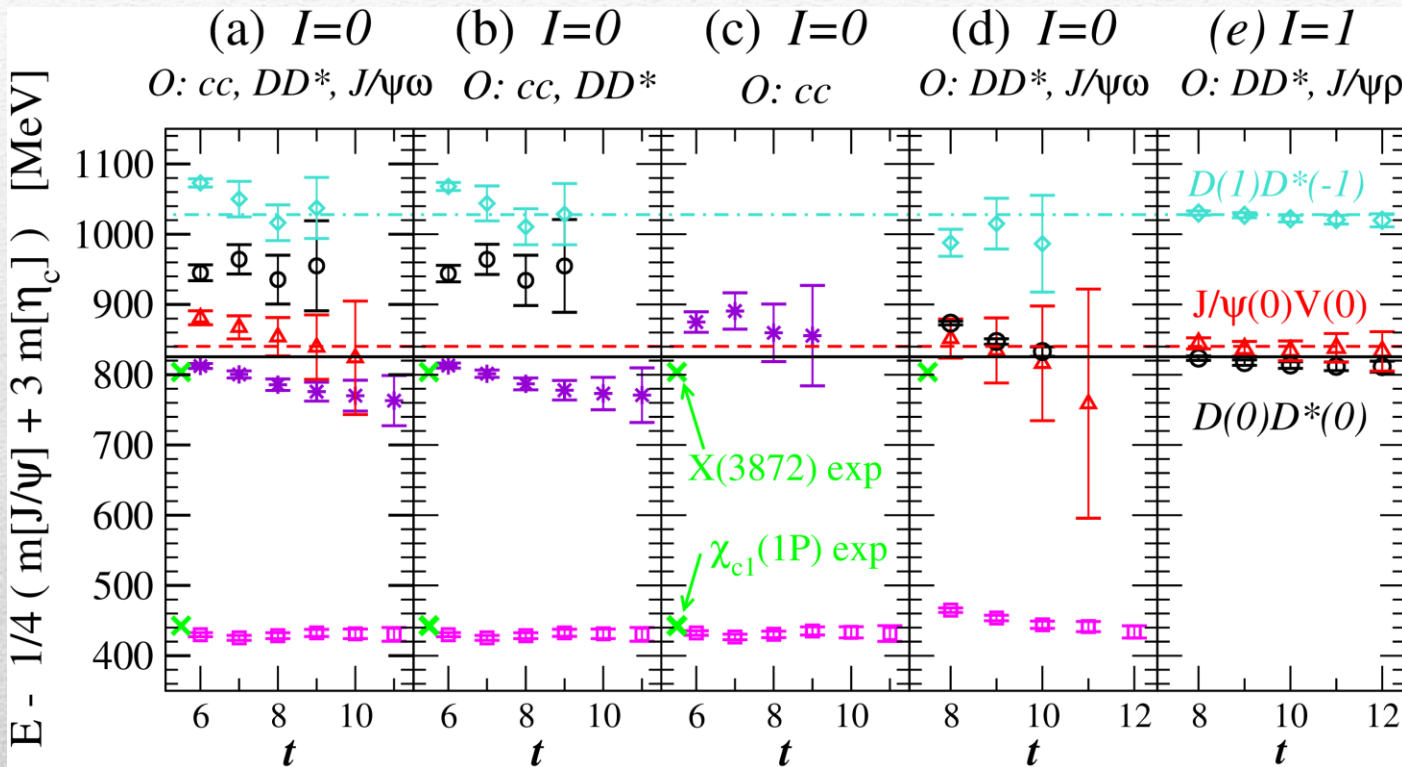 (a) I=0
(b) I=0
(c) I=0
(d) I=0
(e) I=1
O: cc, DD*, J/ψω
O: cc, DD*
O: cc
O: DD*, J/ψω
O: DD*, J/ψρ
E - 1/4 ( m[J/ψ] + 3 m[η_c] ) [MeV]
1100
1000
900
800
700
600
500
400
D(1)D*(-1)
J/ψ(0)V(0)
D(0)D*(0)
X(3872) exp
χ_c1(1P) exp
6 8 10
6 8 10
6 8 10
8 10 12
8 10 12
t
t
t
t
t